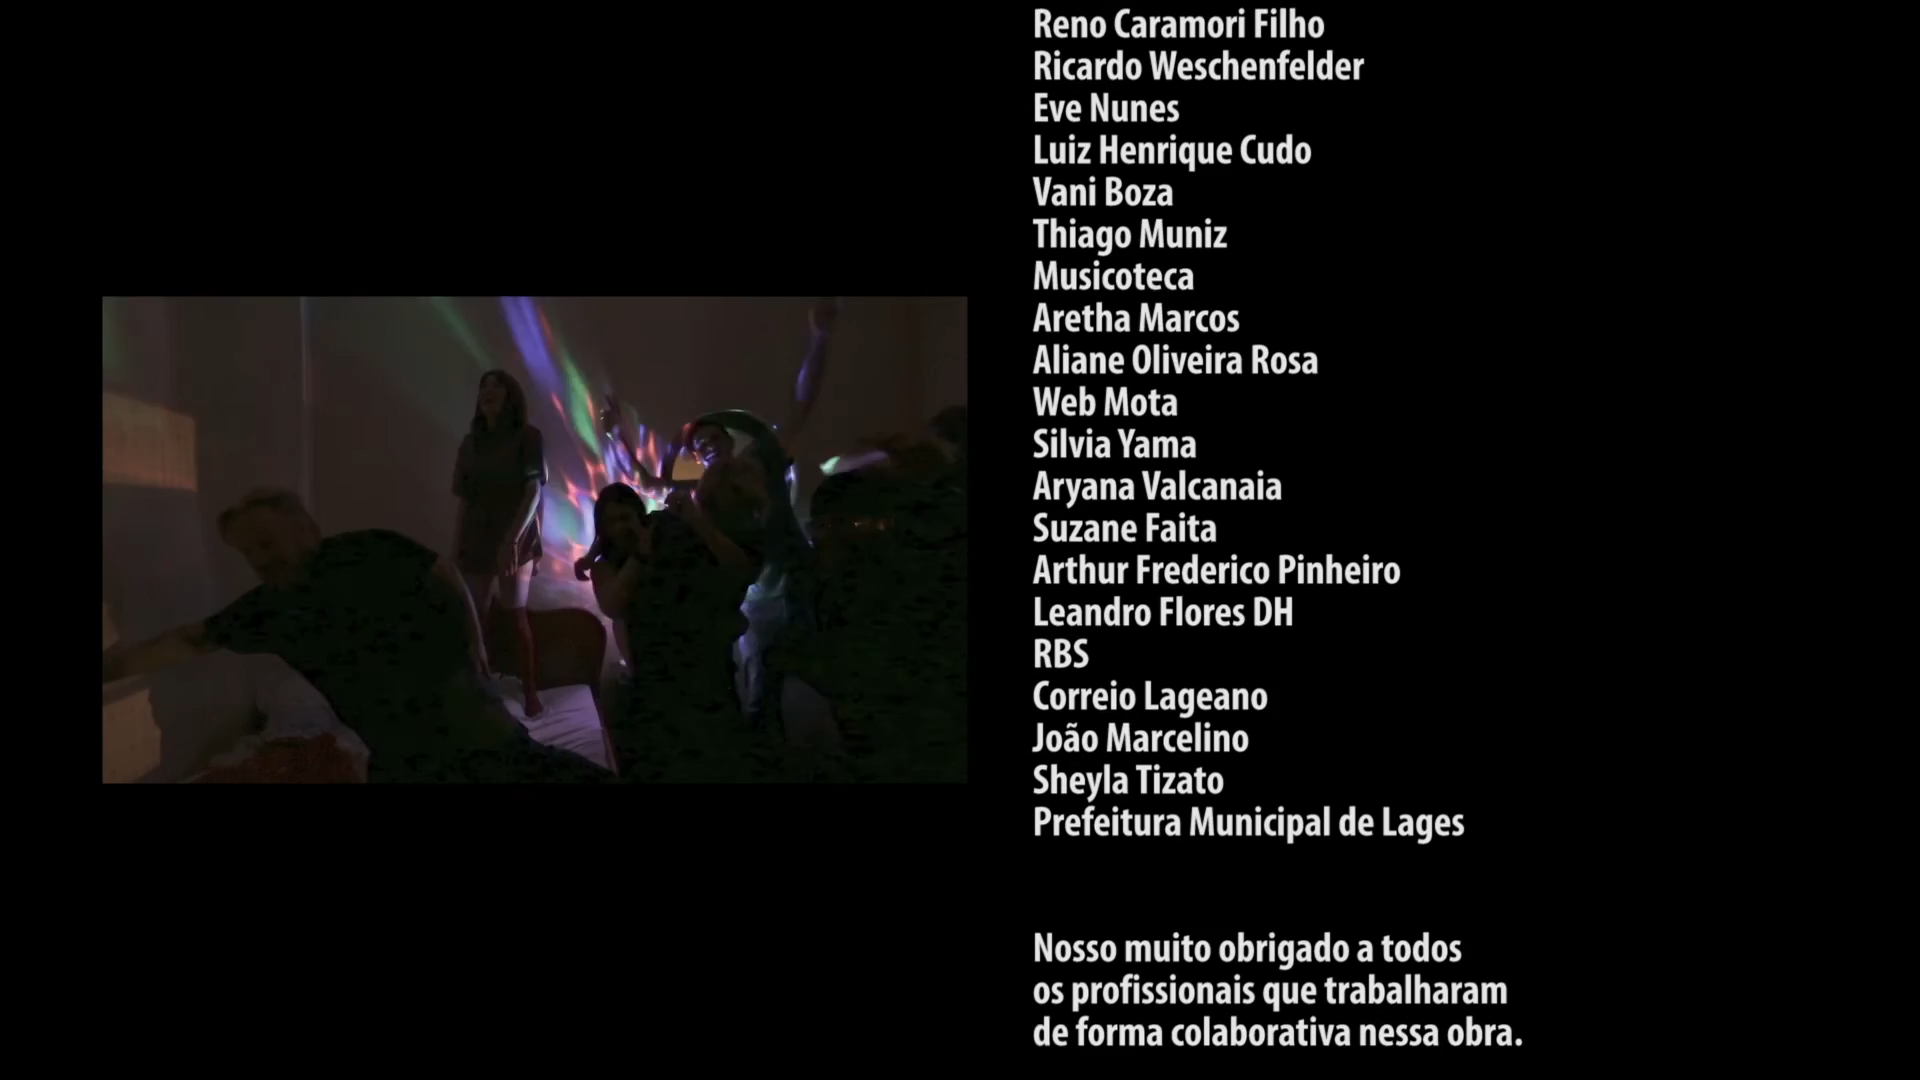 Reno Caramori Filho
Ricardo Weschenfelder
Eve Nunes
Luiz Henrique Cudo
Vani Boza
Thiago Muniz
Musicoteca
Aretha Marcos
Aliane Oliveira Rosa
Web Mota
Silvia Yama
Aryana Valcanaia
Suzane Faita
Arthur Frederico Pinheiro
Leandro Flores DH
RBS
Correio Lageano
João Marcelino
Sheyla Tizato
Prefeitura Municipal de Lages
Nosso muito obrigado a todos
os profissionais que trabalharam
de forma colaborativa nessa obra.